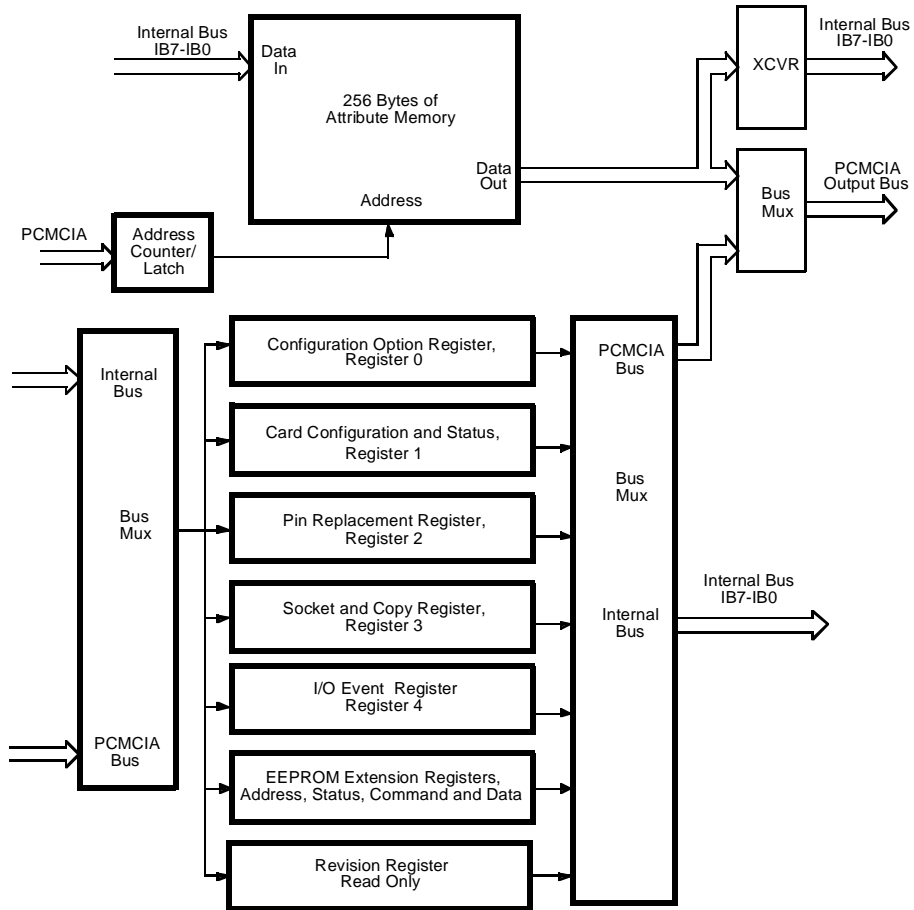 Internal Bus
IB7-IB0
Data
In
256 Bytes of
Attribute Memory
Data
Out
Address
XCVR
Internal Bus
IB7-IB0
Bus
Mux
PCMCIA
Output Bus
PCMCIA
Address
Counter/
Latch
Internal
Bus
Bus
Mux
PCMCIA
Bus
Configuration Option Register,
Register 0
Card Configuration and Status,
Register 1
Pin Replacement Register,
Register 2
Socket and Copy Register,
Register 3
I/O Event Register
Register 4
EEPROM Extension Registers,
Address, Status, Command and Data
Revision Register
Read Only
PCMCIA
Bus
Bus
Mux
Internal
Bus
Internal Bus
IB7-IB0